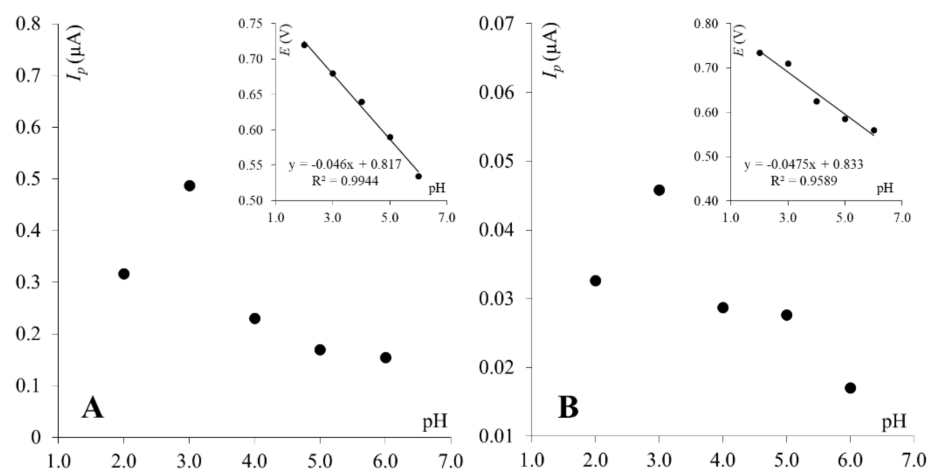 0.8
0.7
0.6
0.5
0.4
0.3
0.2
0.1
0
1.0 2.0 3.0 4.0 5.0 6.0 7.0
Ip (µA)
pH
A
0.75
0.70
0.65
0.60
0.55
0.50
1.0 3.0 5.0 7.0
E (V)
y = -0.046x + 0.817
R² = 0.9944
pH
0.07
0.06
0.05
0.04
0.03
0.02
0.01
1.0 2.0 3.0 4.0 5.0 6.0 7.0
Ip (µA)
pH
B
0.80
0.70
0.60
0.50
0.40
1.0 3.0 5.0 7.0
E (V)
y = -0.0475x + 0.833
R² = 0.9589
pH